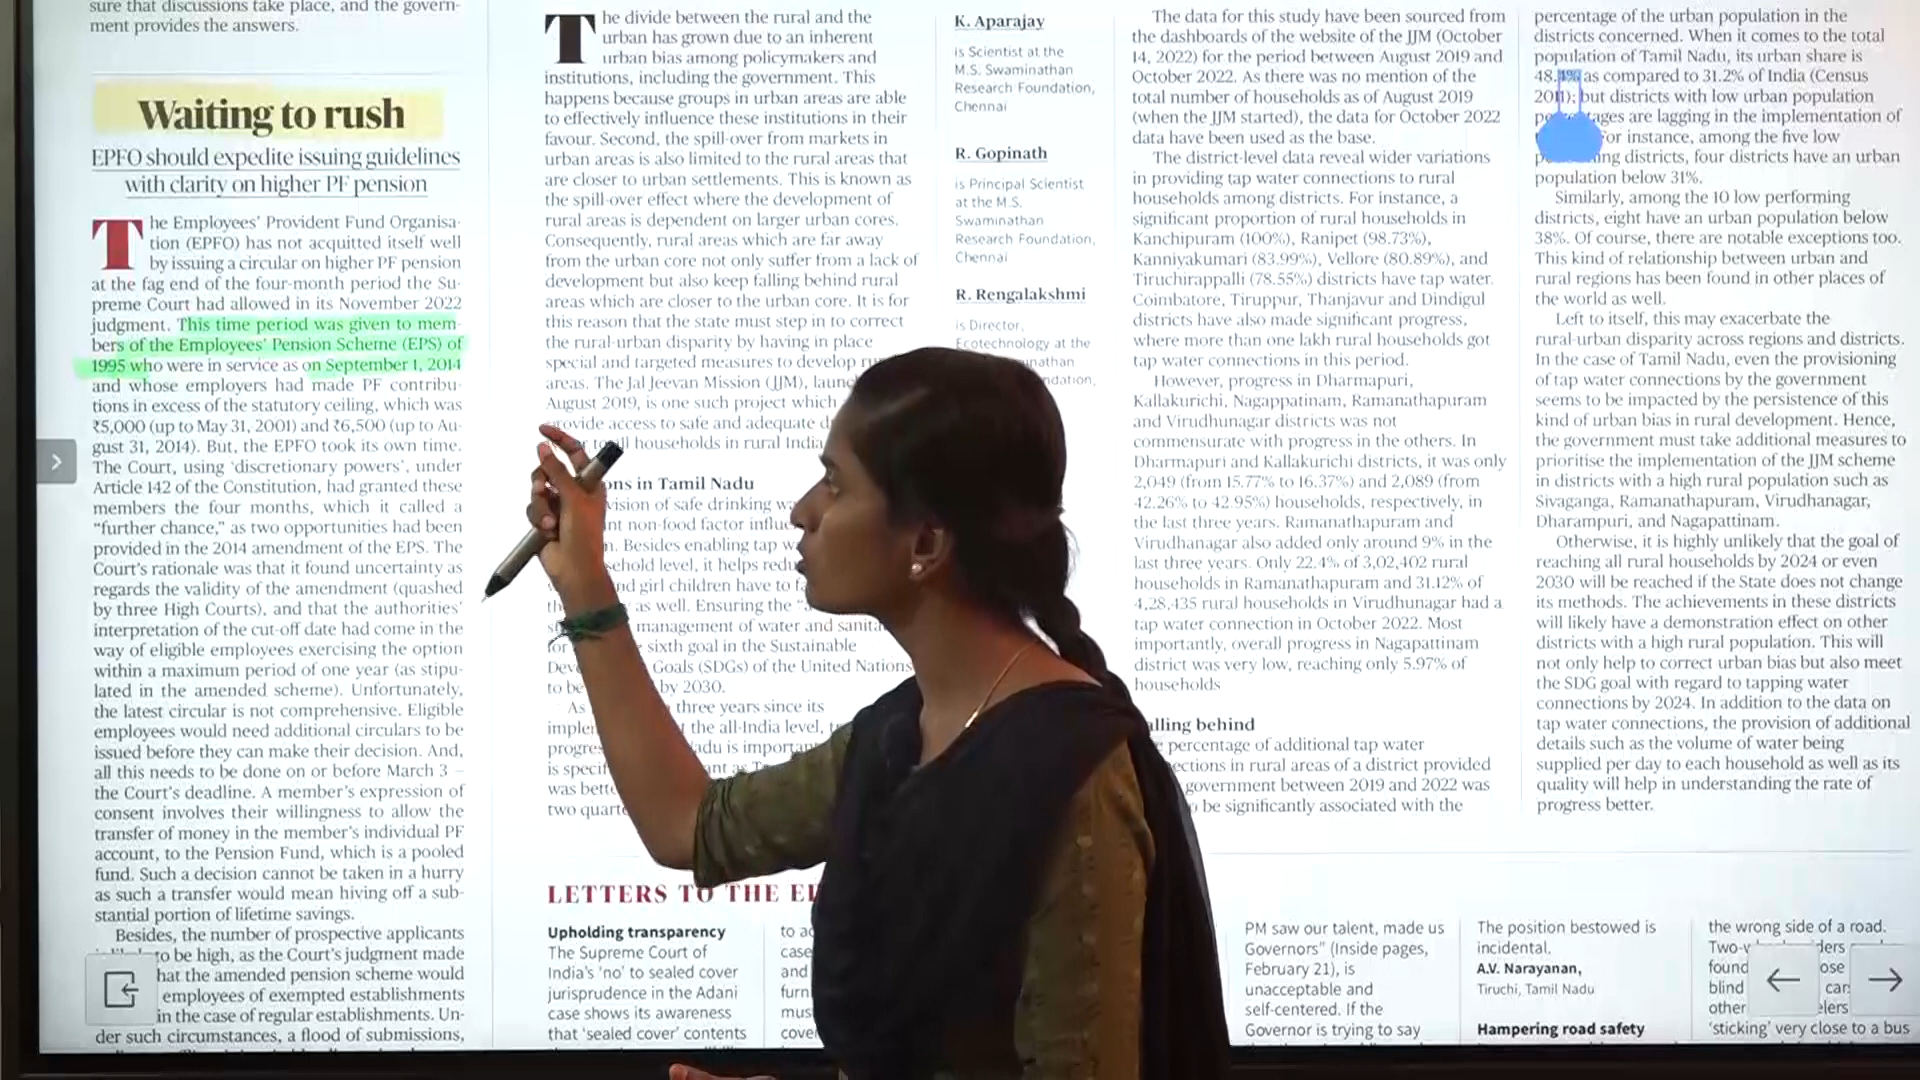 sure that discussions take place, and the govern-
ment provides the answers.
Waiting to rush
EPFO should expedite issuing guidelines
with clarity on higher PF pension
The Employees' Provident Fund Organisa-
tion (EPFO) has not acquitted itself well
by issuing a circular on higher PF pension
at the fag end of the four-month period the Su-
preme Court had allowed in its November 2022
judgment. This time period was given to mem-
bers of the Employees' Pension Scheme (EPS) of
1995 who were in service as on September 1, 2014
and whose employers had made PF contribu-
tions in excess of the statutory ceiling, which was
₹5,000 (up to May 31, 2001) and ₹6,500 (up to Au-
gust 31, 2014). But, the EPFO took its own time.
The Court, using 'discretionary powers', under
Article 142 of the Constitution, had granted these
members the four months, which it called a
"further chance," as two opportunities had been
provided in the 2014 amendment of the EPS. The
Court's rationale was that it found uncertainty as
regards the validity of the amendment (quashed
by three High Courts), and that the authorities'
interpretation of the cut-off date had come in the
way of eligible employees exercising the option
within a maximum period of one year (as stipu-
lated in the amended scheme). Unfortunately,
the latest circular is not comprehensive. Eligible
employees would need additional circulars to be
issued before they can make their decision. And,
all this needs to be done on or before March 3 –
the Court's deadline. A member's expression of
consent involves their willingness to allow the
transfer of money in the member's individual PF
account, to the Pension Fund, which is a pooled
fund. Such a decision cannot be taken in a hurry
as such a transfer would mean hiving off a sub-
stantial portion of lifetime savings.
Besides, the number of prospective applicants
to be high, as the Court's judgment made
hat the amended pension scheme would
employees of exempted establishments
in the case of regular establishments. Un-
der such circumstances, a flood of submissions,
The divide between the rural and the
urban has grown due to an inherent
urban bias among policymakers and
institutions, including the government. This
happens because groups in urban areas are able
to effectively influence these institutions in their
favour. Second, the spill-over from markets in
urban areas is also limited to the rural areas that
are closer to urban settlements. This is known as
the spill-over effect where the development of
rural areas is dependent on larger urban cores.
Consequently, rural areas which are far away
from the urban core not only suffer from a lack of
development but also keep falling behind rural
areas which are closer to the urban core. It is for
this reason that the state must step in to correct
the rural-urban disparity by having in place
special and targeted measures to develop
areas. The Jal Jeevan Mission (JJM), launc
August 2019, is one such project which
provide access to safe and adequate d
households in rural India
ons in Tamil Nadu
vision of safe drinking
nt non-food factor influe
n. Besides enabling tap
sehold level, it helps redu
nd girl children have to
as well. Ensuring the
management of water and sanita
for sixth goal in the Sustainable
Goals (SDGs) of the United Nations
to be by 2030.
As three years since its
the all-India level,
adu is important
is specif
was bette
two quart
K. Aparajay
is Scientist at the
M.S. Swaminathan
Research Foundation,
Chennai
R. Gopinath
is Principal Scientist
at the M.S.
Swaminathan
Research Foundation,
Chennai
R. Rengalakshmi
is Director,
Ecotechnology at the
nathan
ndation,
The data for this study have been sourced from
the dashboards of the website of the JJM (October
14, 2022) for the period between August 2019 and
October 2022. As there was no mention of the
total number of households as of August 2019
(when the JJM started), the data for October 2022
data have been used as the base.
The district-level data reveal wider variations
in providing tap water connections to rural
households among districts. For instance, a
significant proportion of rural households in
Kanchipuram (100%), Ranipet (98.73%),
Kanniyakumari (83.99%), Vellore (80.89%), and
Tiruchirappalli (78.55%) districts have tap water.
Coimbatore, Tiruppur, Thanjavur and Dindigul
districts have also made significant progress,
where more than one lakh rural households got
tap water connections in this period.
However, progress in Dharmapuri,
Kallakurichi, Nagappatinam, Ramanathapuram
and Virudhunagar districts was not
commensurate with progress in the others. In
Dharmapuri and Kallakurichi districts, it was only
2,049 (from 15.77% to 16.37%) and 2,089 (from
42.26% to 42.95%) households, respectively, in
the last three years. Ramanathapuram and
Virudhanagar also added only around 9% in the
last three years. Only 22.4% of 3,02,402 rural
households in Ramanathapuram and 31.12% of
4,28,435 rural households in Virudhunagar had a
tap water connection in October 2022. Most
importantly, overall progress in Nagapattinam
district was very low, reaching only 5.97% of
households
alling behind
percentage of additional tap water
ections in rural areas of a district provided
government between 2019 and 2022 was
be significantly associated with the
percentage of the urban population in the
districts concerned. When it comes to the total
population of Tamil Nadu, its urban share is
48.4% as compared to 31.2% of India (Census
2011); but districts with low urban population
ages are lagging in the implementation of
or instance, among the five low
ng districts, four districts have an urban
population below 31%.
Similarly, among the 10 low performing
districts, eight have an urban population below
38%. Of course, there are notable exceptions too.
This kind of relationship between urban and
rural regions has been found in other places of
the world as well.
Left to itself, this may exacerbate the
rural-urban disparity across regions and districts.
In the case of Tamil Nadu, even the provisioning
of tap water connections by the government
seems to be impacted by the persistence of this
kind of urban bias in rural development. Hence,
the government must take additional measures to
prioritise the implementation of the JJM scheme
in districts with a high rural population such as
Sivaganga, Ramanathapuram, Virudhanagar,
Dharampuri, and Nagapattinam.
Otherwise, it is highly unlikely that the goal of
reaching all rural households by 2024 or even
2030 will be reached if the State does not change
its methods. The achievements in these districts
will likely have a demonstration effect on other
districts with a high rural population. This will
not only help to correct urban bias but also meet
the SDG goal with regard to tapping water
connections by 2024. In addition to the data on
tap water connections, the provision of additional
details such as the volume of water being
supplied per day to each household as well as its
quality will help in understanding the rate of
progress better.
LETTERS TO THE E
Upholding transparency
The Supreme Court of
India's 'no' to sealed cover
jurisprudence in the Adani
case shows its awareness
that 'sealed cover' contents
to ac
case
and
furn
mus
cove
PM saw our talent, made us
Governors" (Inside pages,
February 21), is
unacceptable and
self-centered. If the
Governor is trying to say
The position bestowed is
incidental.
A.V. Narayanan,
Tiruchi, Tamil Nadu
Hampering road safety
the wrong side of a road.
Two-
found
blind
other
'sticking' very close to a bus